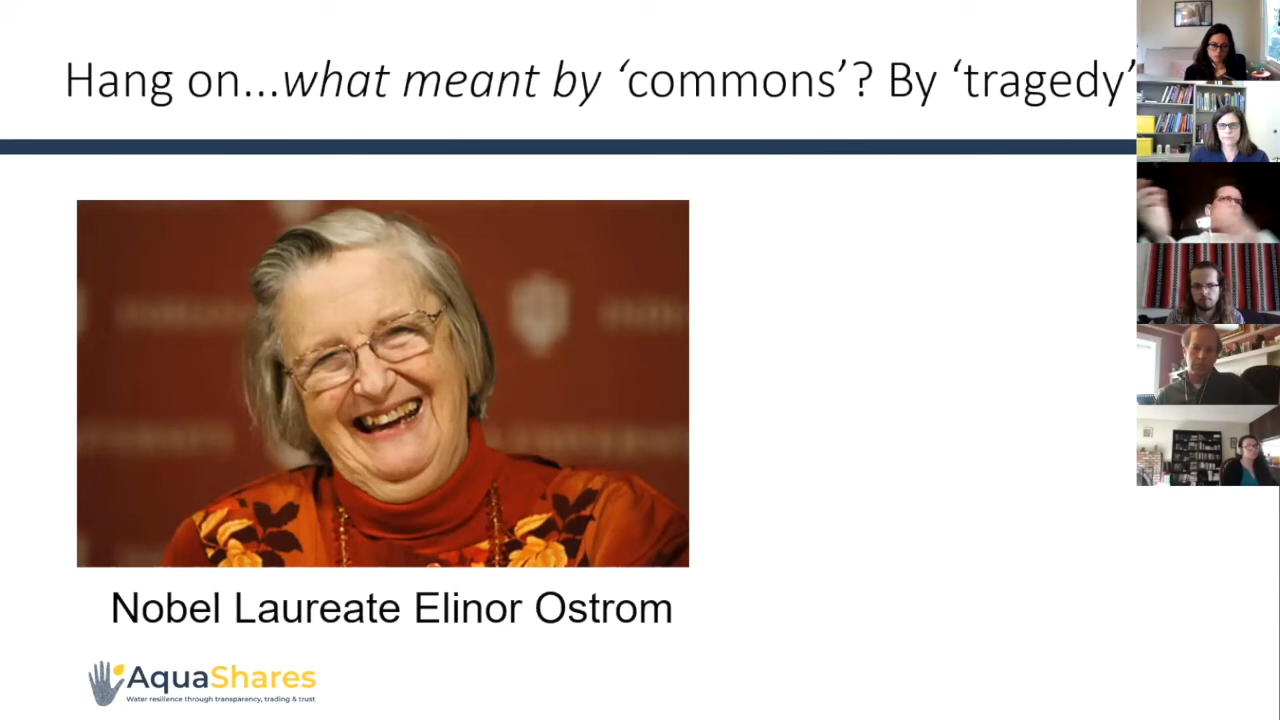 Hang on...what meant by ‘commons’? By ‘tragedy’
Nobel Laureate Elinor Ostrom
AquaShares
Water resilience through transparency, trading & trust